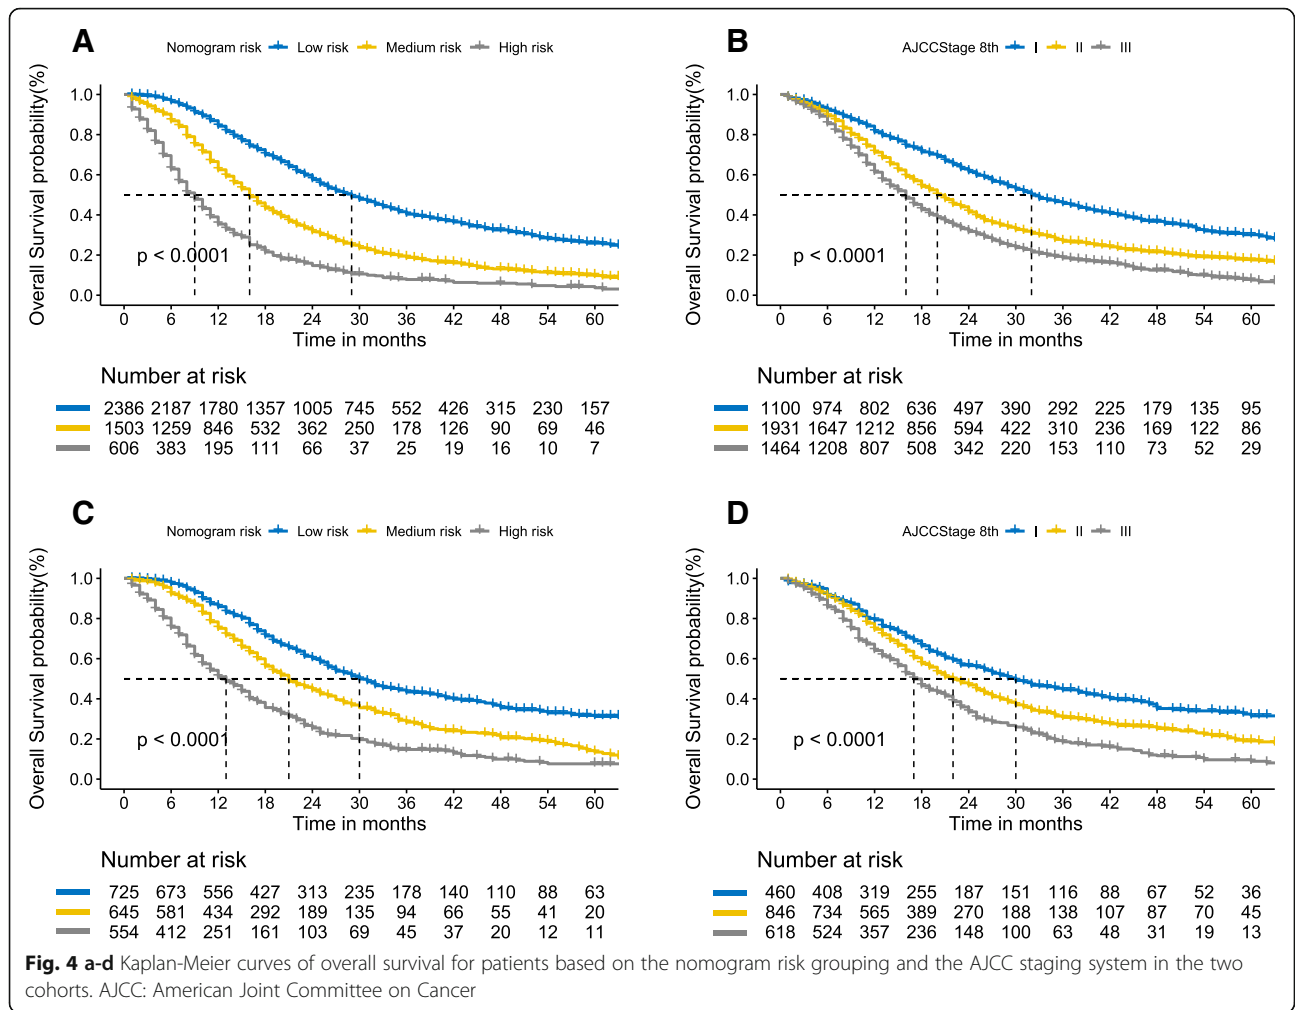 A
Nomogram risk Low risk Medium risk High risk
Overall Survival probability(%)
1.0
0.8
0.6
0.4
0.2
0.0
p < 0.0001
0 6 12 18 24 30 36 42 48 54 60
Time in months
Number at risk
2386 2187 1780 1357 1005 745 552 426 315 230 157
1503 1259 846 532 362 250 178 126 90 69 46
606 383 195 111 66 37 25 19 16 10 7
B
AJCCStage 8th I II III
Overall Survival probability(%)
1.0
0.8
0.6
0.4
0.2
0.0
p < 0.0001
0 6 12 18 24 30 36 42 48 54 60
Time in months
Number at risk
1100 974 802 636 497 390 292 225 179 135 95
1931 1647 1212 856 594 422 310 236 169 122 86
1464 1208 807 508 342 220 153 110 73 52 29
C
Nomogram risk Low risk Medium risk High risk
Overall Survival probability(%)
1.0
0.8
0.6
0.4
0.2
0.0
p < 0.0001
0 6 12 18 24 30 36 42 48 54 60
Time in months
Number at risk
725 673 556 427 313 235 178 140 110 88 63
645 581 434 292 189 135 94 66 55 41 20
554 412 251 161 103 69 45 37 20 12 11
D
AJCCStage 8th I II III
Overall Survival probability(%)
1.0
0.8
0.6
0.4
0.2
0.0
p < 0.0001
0 6 12 18 24 30 36 42 48 54 60
Time in months
Number at risk
460 408 319 255 187 151 116 88 67 52 36
846 734 565 389 270 188 138 107 87 70 45
618 524 357 236 148 100 63 48 31 19 13
Fig. 4 a-d Kaplan-Meier curves of overall survival for patients based on the nomogram risk grouping and the AJCC staging system in the two
cohorts. AJCC: American Joint Committee on Cancer